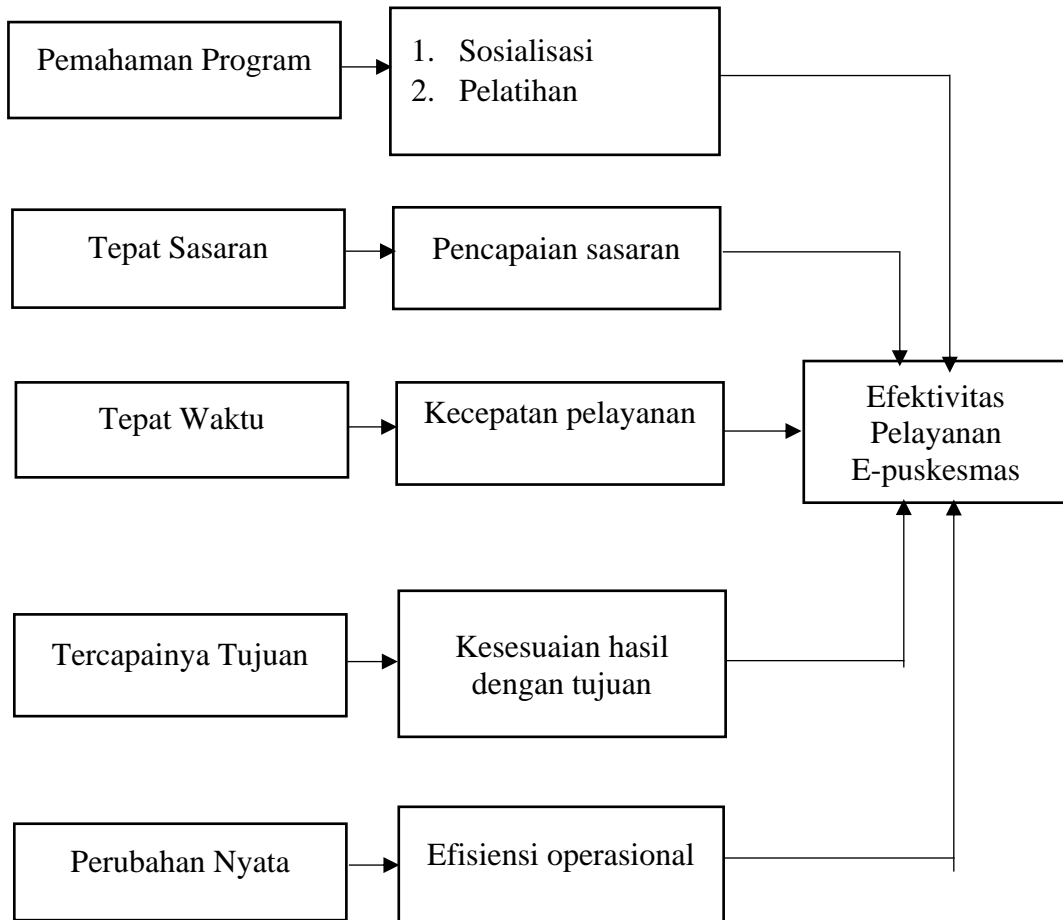 Pemahaman Program
1. Sosialisasi
2. Pelatihan
Tepat Sasaran
Pencapaian sasaran
Tepat Waktu
Kecepatan pelayanan
Efektivitas
Pelayanan
E-puskesmas
Tercapainya Tujuan
Kesesuaian hasil
dengan tujuan
Perubahan Nyata
Efisiensi operasional